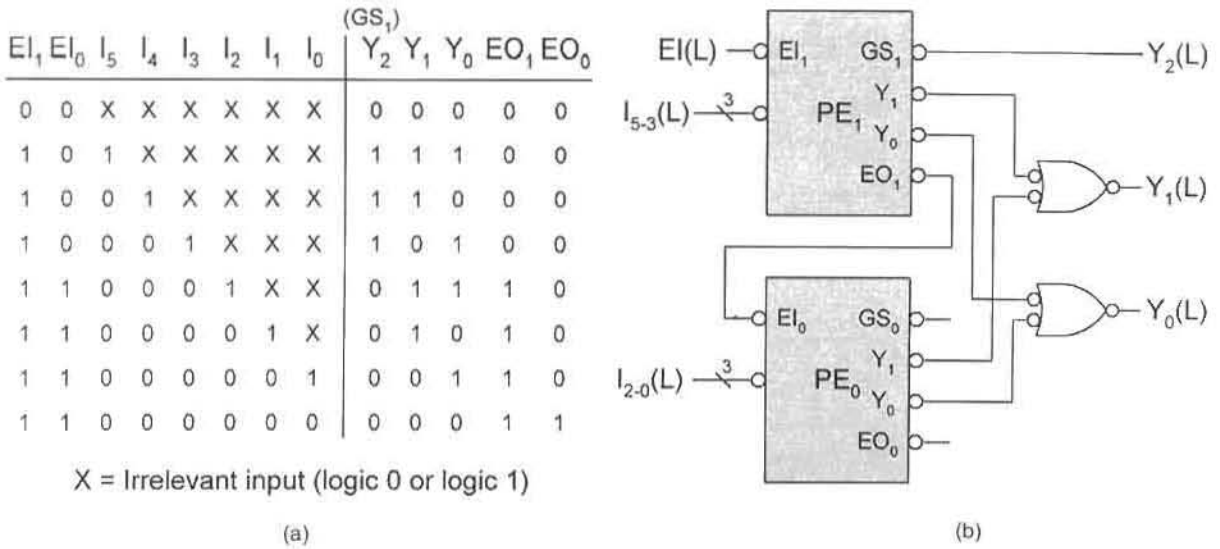 (GS₁)
EI₁ EI₀ I₅ I₄ I₃ I₂ I₁ I₀ Y₂ Y₁ Y₀ EO₁ EO₀
0 0 X X X X X X 0 0 0 0 0
1 0 1 X X X X X 1 1 1 0 0
1 0 0 1 X X X X 1 1 0 0 0
1 0 0 0 1 X X X 1 0 1 0 0
1 1 0 0 0 1 X X 0 1 1 1 0
1 1 0 0 0 0 1 X 0 1 0 1 0
1 1 0 0 0 0 0 1 0 0 1 1 0
1 1 0 0 0 0 0 0 0 0 0 1 1
X = Irrelevant input (logic 0 or logic 1)
(a)
EI(L) EI₁ GS₁ Y₂(L)
Y₁
I₅₋₃(L) 3 PE₁
Y₀
EO₁
Y₁(L)
EI₀ GS₀
Y₀(L)
Y₁
I₂₋₀(L) 3 PE₀
Y₀
EO₀
(b)